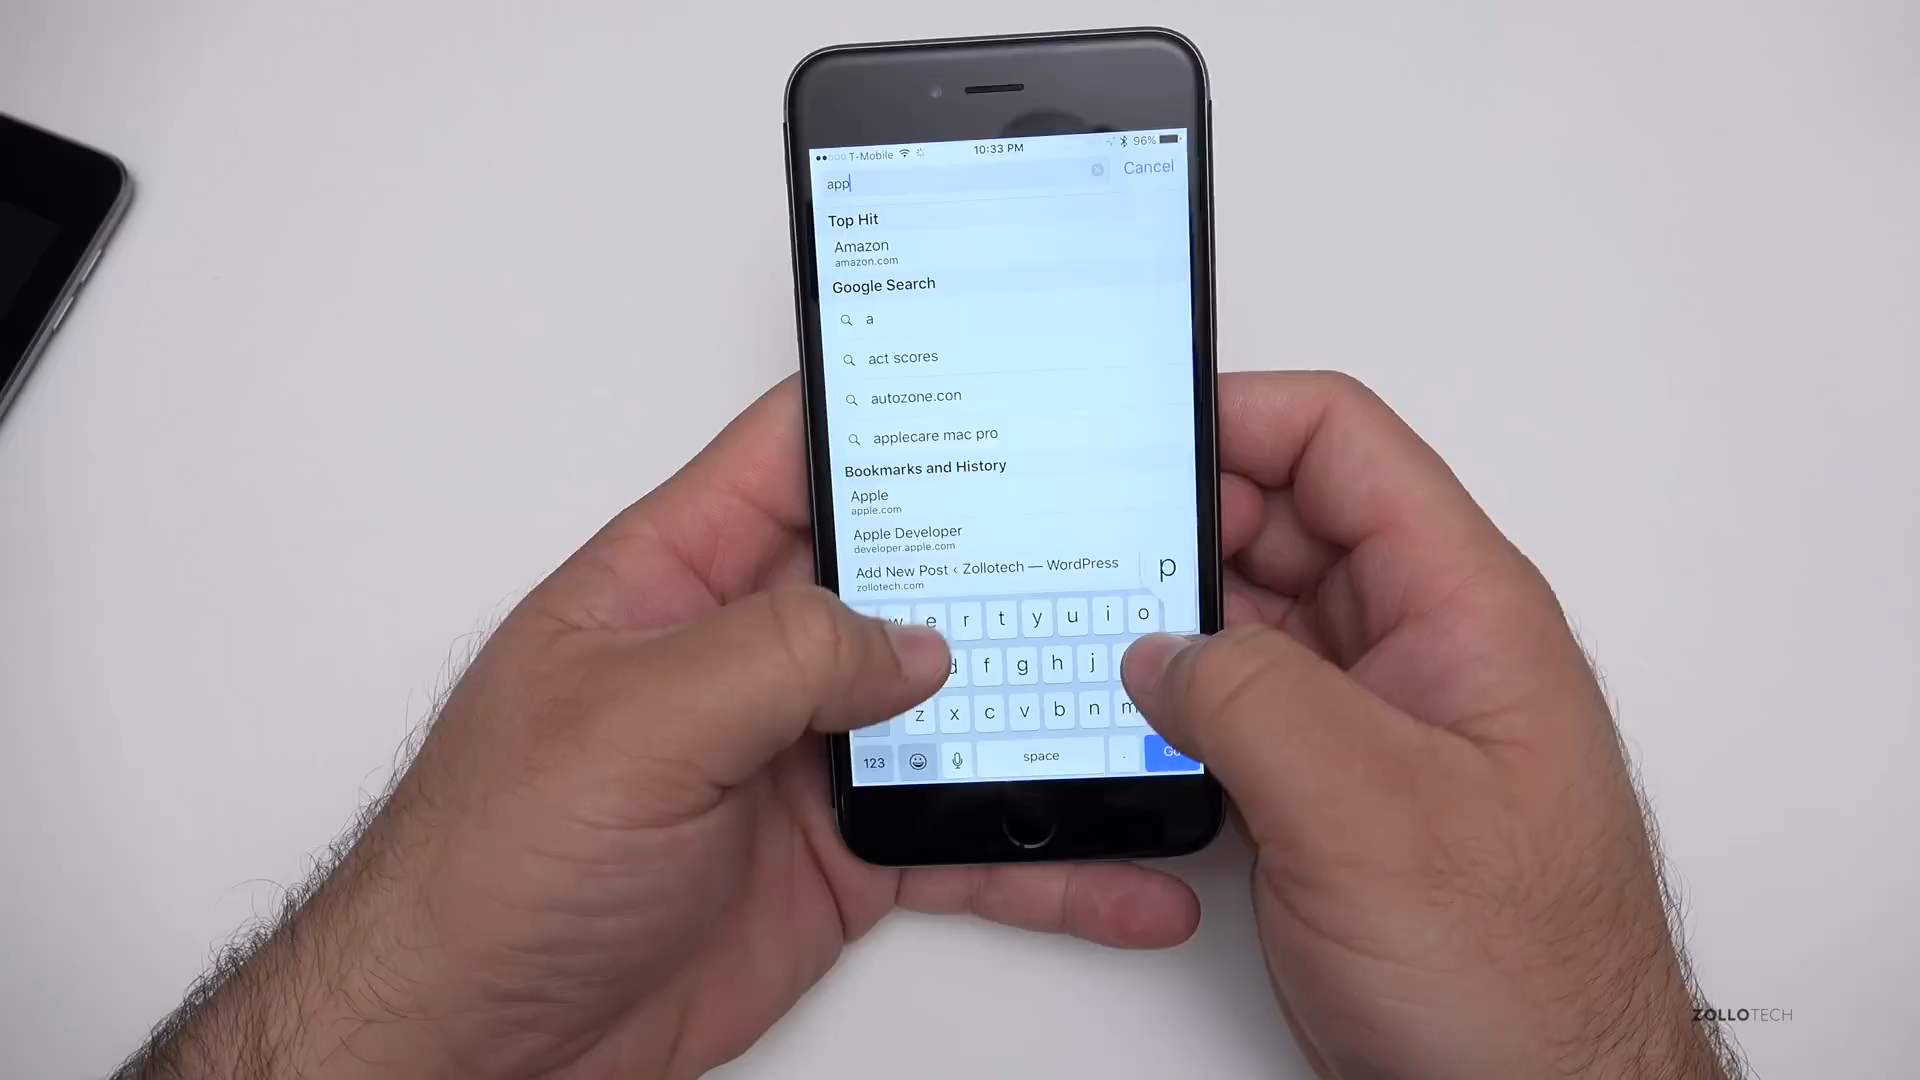 T-Mobile 10:33 PM 96%
app Cancel
Top Hit
Amazon
amazon.com
Google Search
a
act scores
autozone.con
applecare mac pro
Bookmarks and History
Apple
apple.com
Apple Developer
developer.apple.com
Add New Post ‹ Zollotech — WordPress
zollotech.com
p
w e r t y u i o
d f g h j
z x c v b n m
123 space . Go
ZOLLOTECH